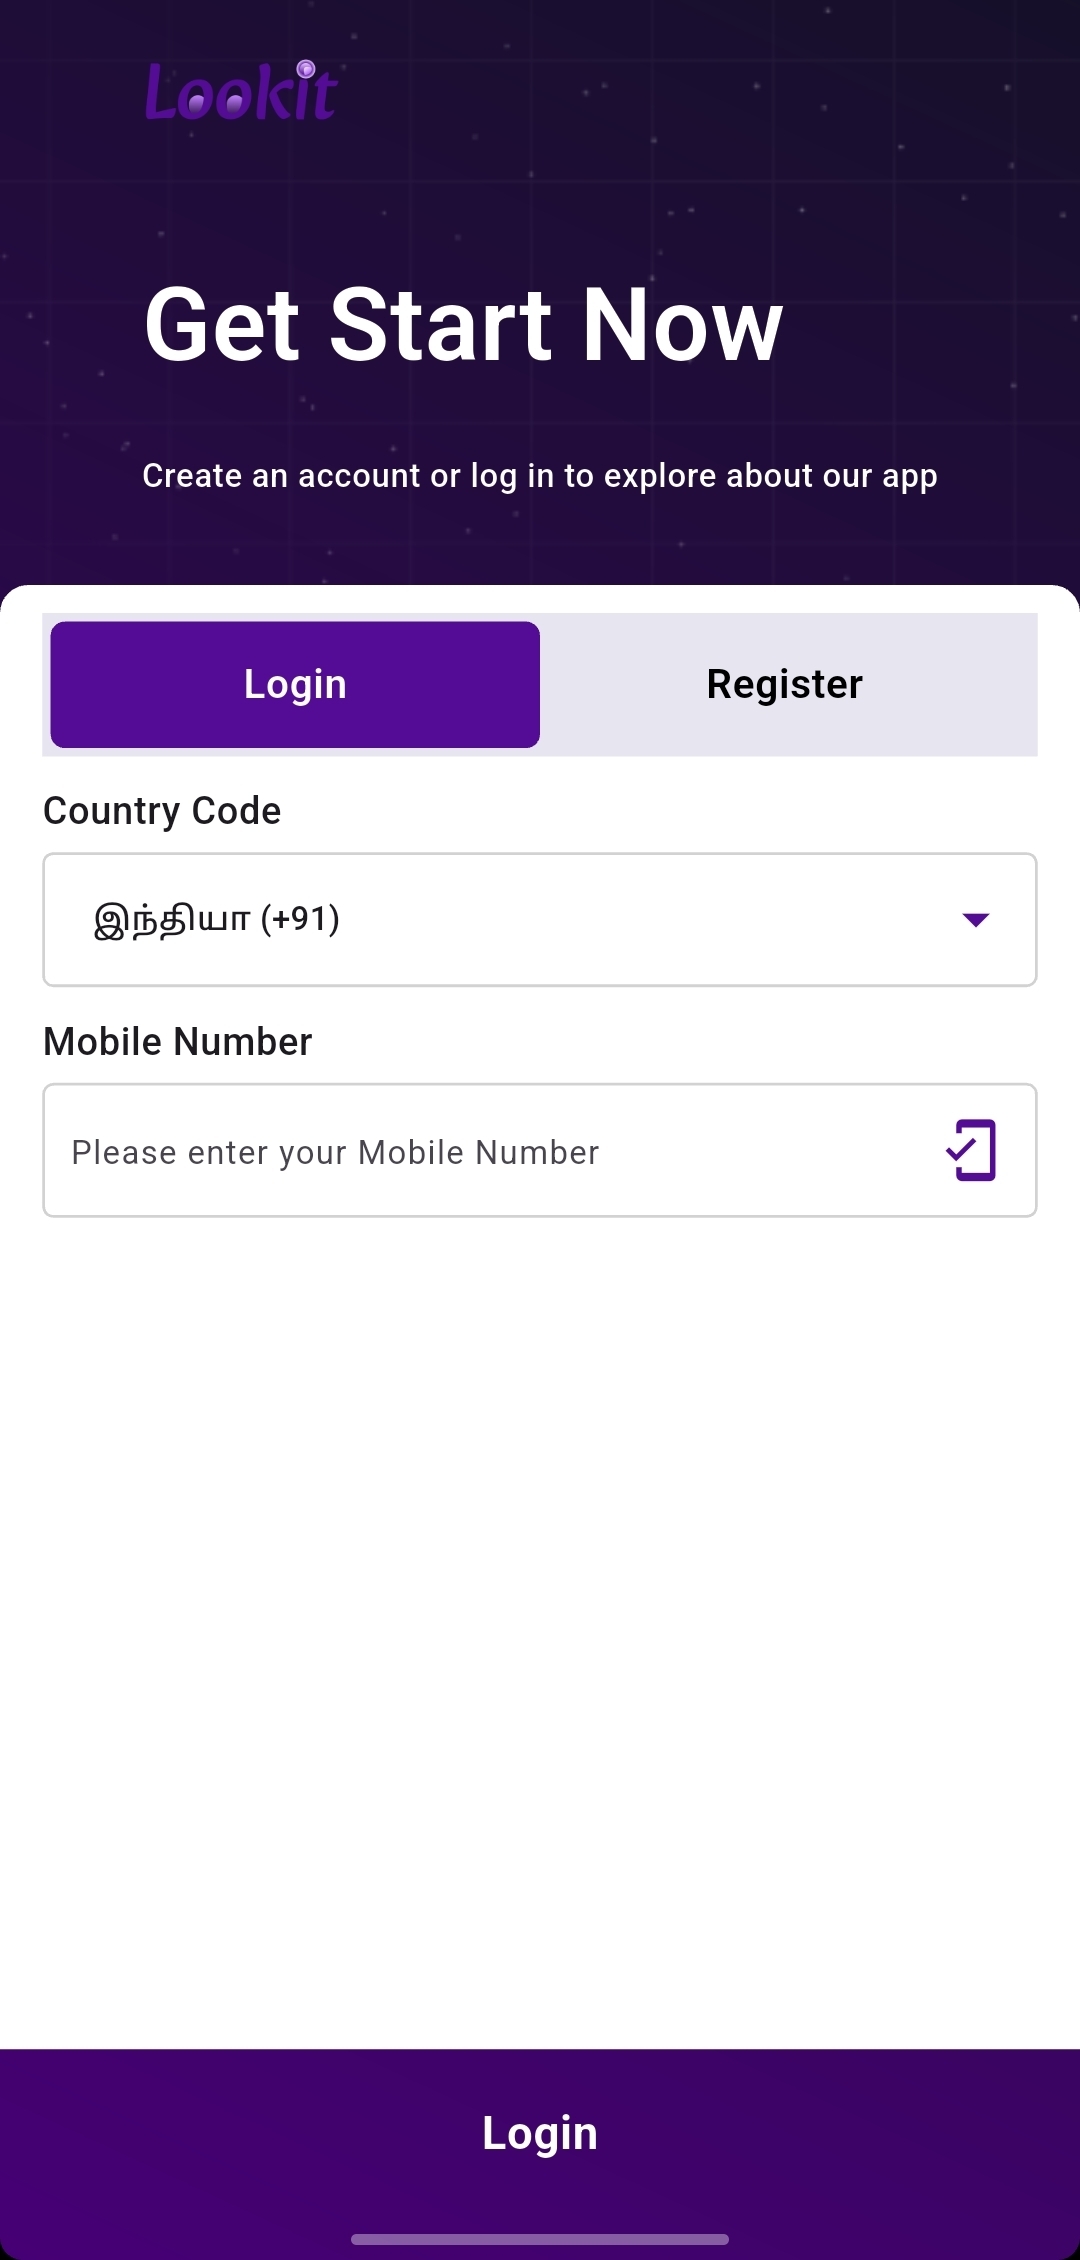 Lookit
Get Start Now
Create an account or log in to explore about our app
Login
Register
Country Code
இந்தியா (+91)
Mobile Number
Please enter your Mobile Number
Login